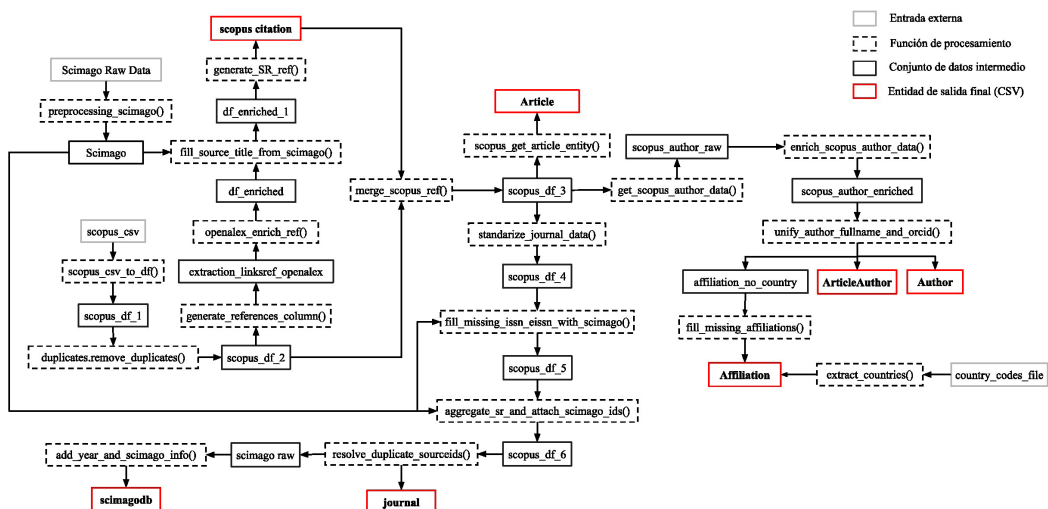 scopus citation
Entrada externa
Función de procesamiento
Conjunto de datos intermedio
Entidad de salida final (CSV)
Scimago Raw Data
generate_SR_ref()
preprocessing_scimago()
df_enriched_1
Article
Scimago
fill_source_title_from_scimago()
scopus_get_article_entity()
scopus_author_raw
enrich_scopus_author_data()
df_enriched
merge_scopus_ref()
scopus_df_3
get_scopus_author_data()
scopus_author_enriched
scopus_csv
openalex_enrich_ref()
standarize_journal_data()
unify_author_fullname_and_orcid()
scopus_csv_to_df()
extraction_linksref_openalex
scopus_df_4
affiliation_no_country
ArticleAuthor
Author
scopus_df_1
generate_references_column()
fill_missing_issn_eissn_with_scimago()
fill_missing_affiliations()
duplicates.remove_duplicates()
scopus_df_2
scopus_df_5
Affiliation
extract_countries()
country_codes_file
aggregate_sr_and_attach_scimago_ids()
add_year_and_scimago_info()
scimago raw
resolve_duplicate_sourceids()
scopus_df_6
scimagodb
journal